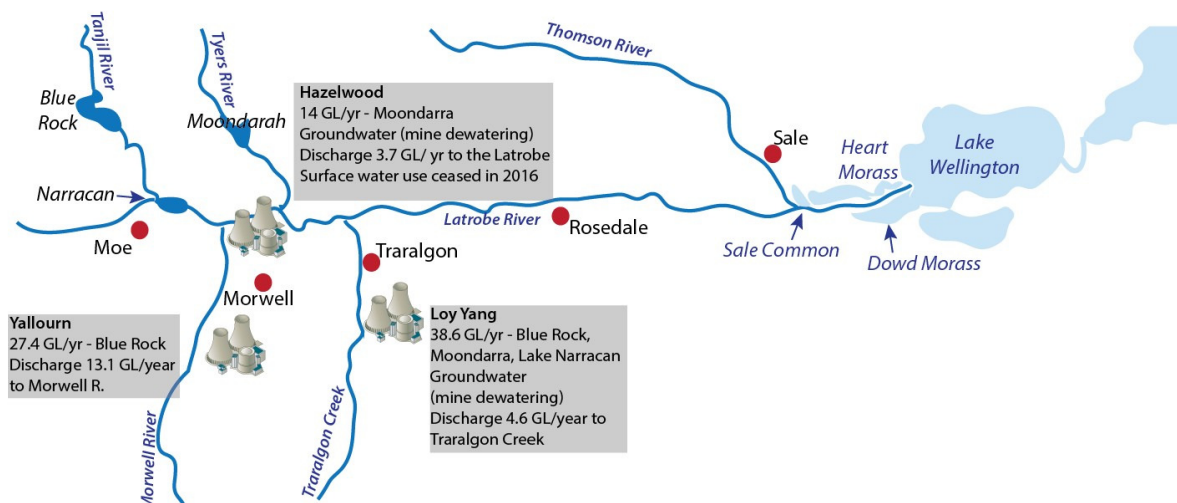 Tanjil River
Tyers River
Thomson River
Blue
Rock
Moondarah
Hazelwood
14 GL/yr - Moondarra
Groundwater (mine dewatering)
Discharge 3.7 GL/ yr to the Latrobe
Surface water use ceased in 2016
Sale
Heart
Morass
Lake
Wellington
Narracan
Moe
Latrobe River
Rosedale
Sale Common
Dowd Morass
Traralgon
Morwell
Yallourn
27.4 GL/yr - Blue Rock
Discharge 13.1 GL/year
to Morwell R.
Loy Yang
38.6 GL/yr - Blue Rock,
Moondarra, Lake Narracan
Groundwater
(mine dewatering)
Discharge 4.6 GL/year to
Traralgon Creek
Morwell River
Traralgon Creek